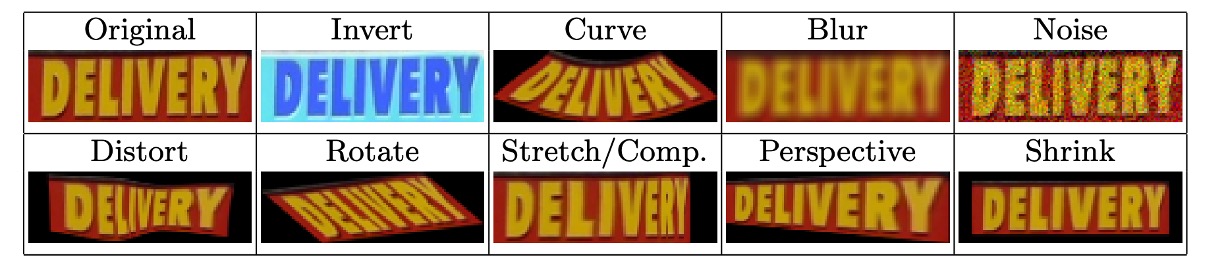 Original Invert Curve Blur Noise
DELIVERY DELIVERY DELIVERY DELIVERY DELIVERY
Distort Rotate Stretch/Comp. Perspective Shrink
DELIVERY DELIVERY DELIVERY DELIVERY DELIVERY